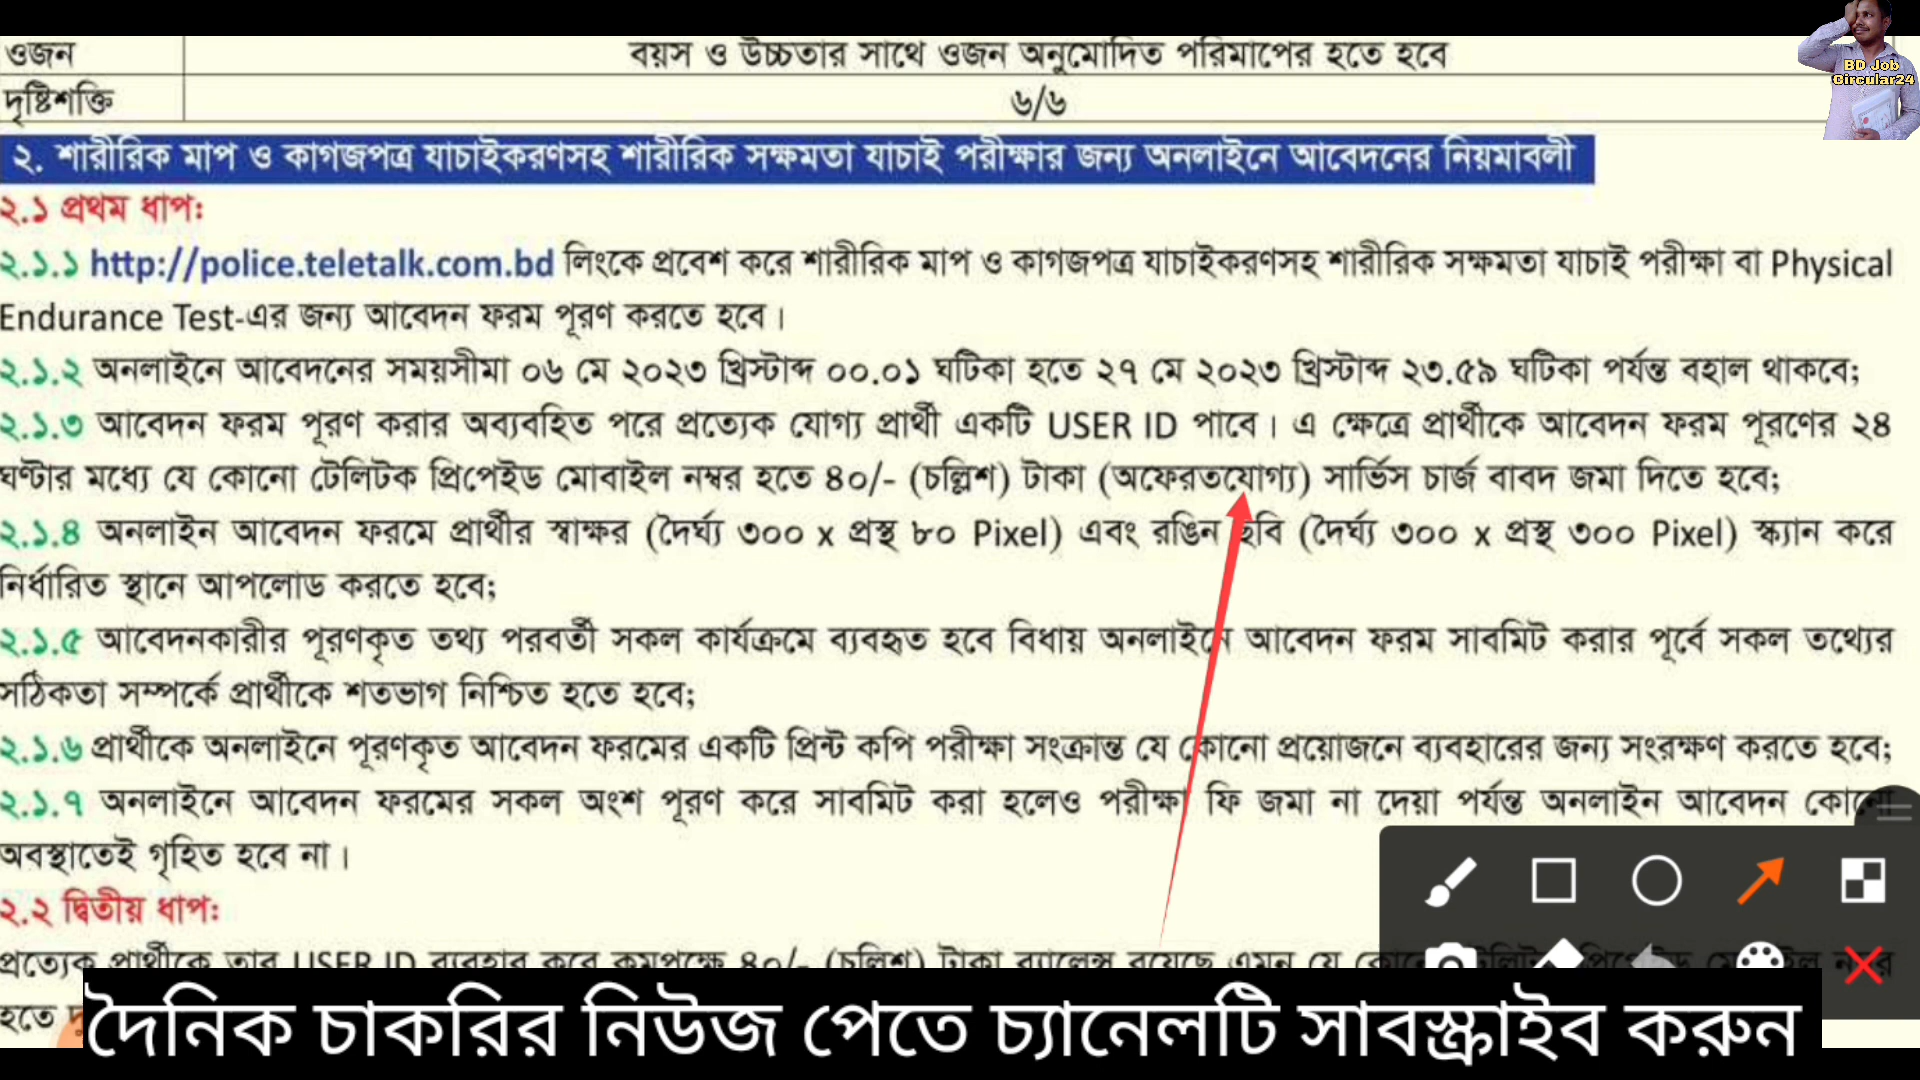 BD Job
Circular24
ওজন বয়স ও উচ্চতার সাথে ওজন অনুমোদিত পরিমাপের হতে হবে
দৃষ্টিশক্তি ৬/৬
২. শারীরিক মাপ ও কাগজপত্র যাচাইকরণসহ শারীরিক সক্ষমতা যাচাই পরীক্ষার জন্য অনলাইনে আবেদনের নিয়মাবলী
২.১ প্রথম ধাপ:
২.১.১ http://police.teletalk.com.bd লিংকে প্রবেশ করে শারীরিক মাপ ও কাগজপত্র যাচাইকরণসহ শারীরিক সক্ষমতা যাচাই পরীক্ষা বা Physical
Endurance Test-এর জন্য আবেদন ফরম পূরণ করতে হবে।
২.১.২ অনলাইনে আবেদনের সময়সীমা ০৬ মে ২০২৩ খ্রিস্টাব্দ ০০.০১ ঘটিকা হতে ২৭ মে ২০২৩ খ্রিস্টাব্দ ২৩.৫৯ ঘটিকা পর্যন্ত বহাল থাকবে;
২.১.৩ আবেদন ফরম পূরণ করার অব্যবহিত পরে প্রত্যেক যোগ্য প্রার্থী একটি USER ID পাবে। এ ক্ষেত্রে প্রার্থীকে আবেদন ফরম পূরণের ২৪
ঘণ্টার মধ্যে যে কোনো টেলিটক প্রিপেইড মোবাইল নম্বর হতে ৪০/- (চল্লিশ) টাকা (অফেরতযোগ্য) সার্ভিস চার্জ বাবদ জমা দিতে হবে;
২.১.৪ অনলাইন আবেদন ফরমে প্রার্থীর স্বাক্ষর (দৈর্ঘ্য ৩০০ x প্রস্থ ৮০ Pixel) এবং রঙিন ছবি (দৈর্ঘ্য ৩০০ x প্রস্থ ৩০০ Pixel) স্ক্যান করে
নির্ধারিত স্থানে আপলোড করতে হবে;
২.১.৫ আবেদনকারীর পূরণকৃত তথ্য পরবর্তী সকল কার্যক্রমে ব্যবহৃত হবে বিধায় অনলাইনে আবেদন ফরম সাবমিট করার পূর্বে সকল তথ্যের
সঠিকতা সম্পর্কে প্রার্থীকে শতভাগ নিশ্চিত হতে হবে;
২.১.৬ প্রার্থীকে অনলাইনে পূরণকৃত আবেদন ফরমের একটি প্রিন্ট কপি পরীক্ষা সংক্রান্ত যে কোনো প্রয়োজনে ব্যবহারের জন্য সংরক্ষণ করতে হবে;
২.১.৭ অনলাইনে আবেদন ফরমের সকল অংশ পূরণ করে সাবমিট করা হলেও পরীক্ষা ফি জমা না দেয়া পর্যন্ত অনলাইন আবেদন কোনো
অবস্থাতেই গৃহিত হবে না।
২.২ দ্বিতীয় ধাপ:
প্রত্যেক প্রার্থীকে তার USER ID ব্যবহার করে কমপক্ষে ৪০/- (চল্লিশ) টাকা ব্যালেন্স রয়েছে এমন যে কোনো
হতে
দৈনিক চাকরির নিউজ পেতে চ্যানেলটি সাবস্ক্রাইব করুন